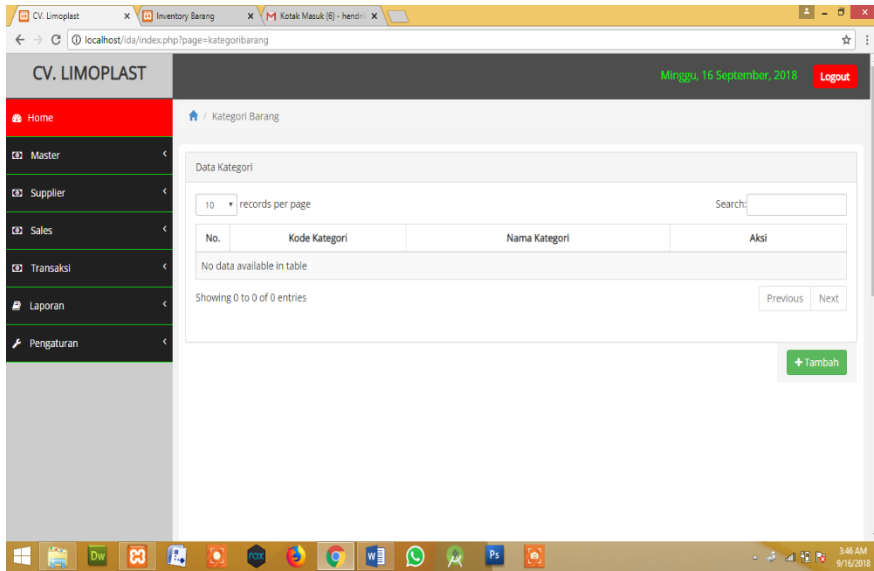 CV. Limoplast
Inventory Barang
Kotak Masuk (6) - hendri
localhost/ida/index.php?page=kategoribarang
CV. LIMOPLAST
Minggu, 16 September, 2018
Logout
Home
/ Kategori Barang
Master
Supplier
Sales
Transaksi
Laporan
Pengaturan
Data Kategori
10 records per page
Search:
No. Kode Kategori Nama Kategori Aksi
No data available in table
Showing 0 to 0 of 0 entries
Previous Next
+ Tambah
Dw
rox
W
Ps
3:46 AM
9/16/2018